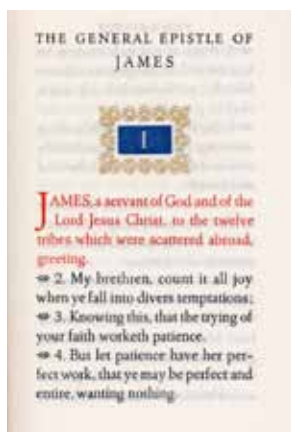 THE GENERAL EPISTLE OF
JAMES
I
JAMES, a servant of God and of the
Lord Jesus Christ, to the twelve
tribes which were scattered abroad,
greeting.
2. My brethren, count it all joy
when ye fall into divers temptations;
3. Knowing this, that the trying of
your faith worketh patience.
4. But let patience have her per-
fect work, that ye may be perfect and
entire, wanting nothing.